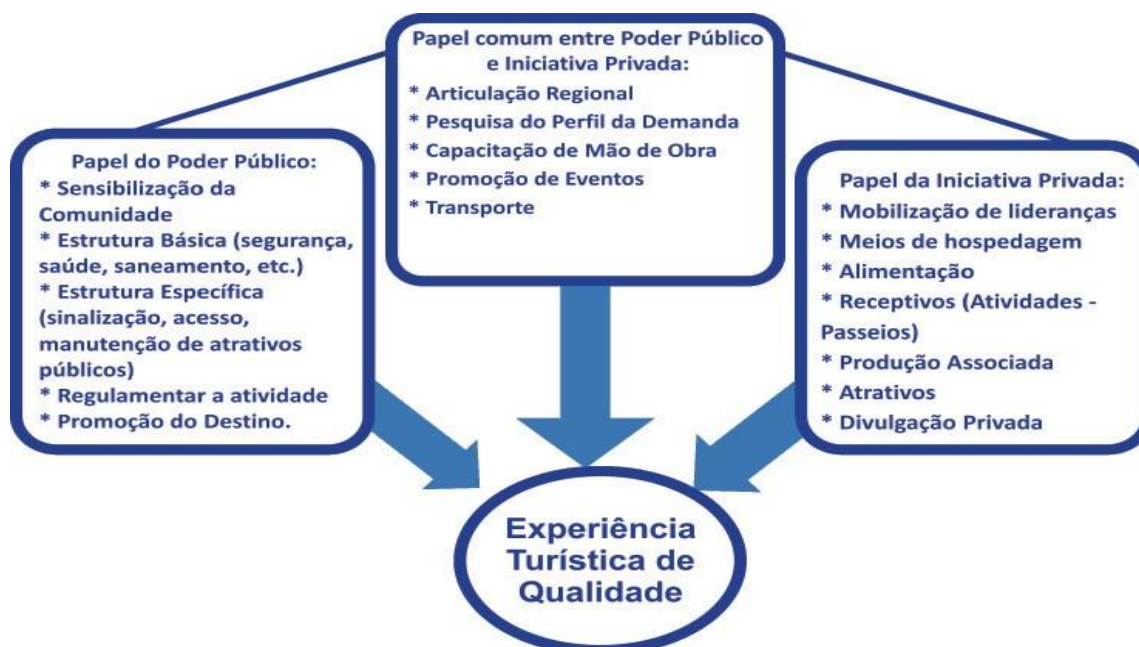 Papel comum entre Poder Público
e Iniciativa Privada:
* Articulação Regional
* Pesquisa do Perfil da Demanda
* Capacitação de Mão de Obra
* Promoção de Eventos
* Transporte
Papel do Poder Público:
* Sensibilização da
Comunidade
* Estrutura Básica (segurança,
saúde, saneamento, etc.)
* Estrutura Específica
(sinalização, acesso,
manutenção de atrativos
públicos)
* Regulamentar a atividade
* Promoção do Destino.
Papel da Iniciativa Privada:
* Mobilização de lideranças
* Meios de hospedagem
* Alimentação
* Receptivos (Atividades -
Passeios)
* Produção Associada
* Atrativos
* Divulgação Privada
Experiência
Turística de
Qualidade